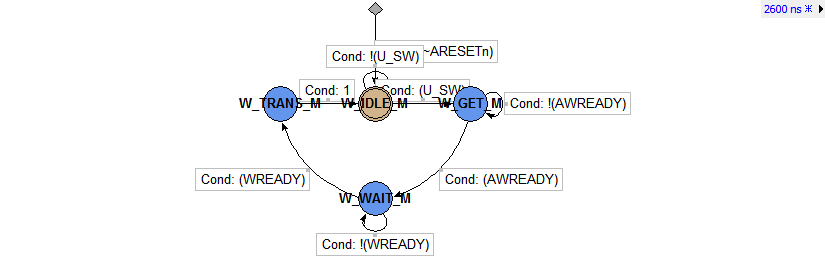 2600 ns
~ARESETn)
Cond: !(U_SW)
Cond: 1
Cond: (U_SW)
W_TRANS_M
W_IDLE_M
W_GET_M
Cond: !(AWREADY)
Cond: (WREADY)
Cond: (AWREADY)
W_WAIT_M
Cond: !(WREADY)